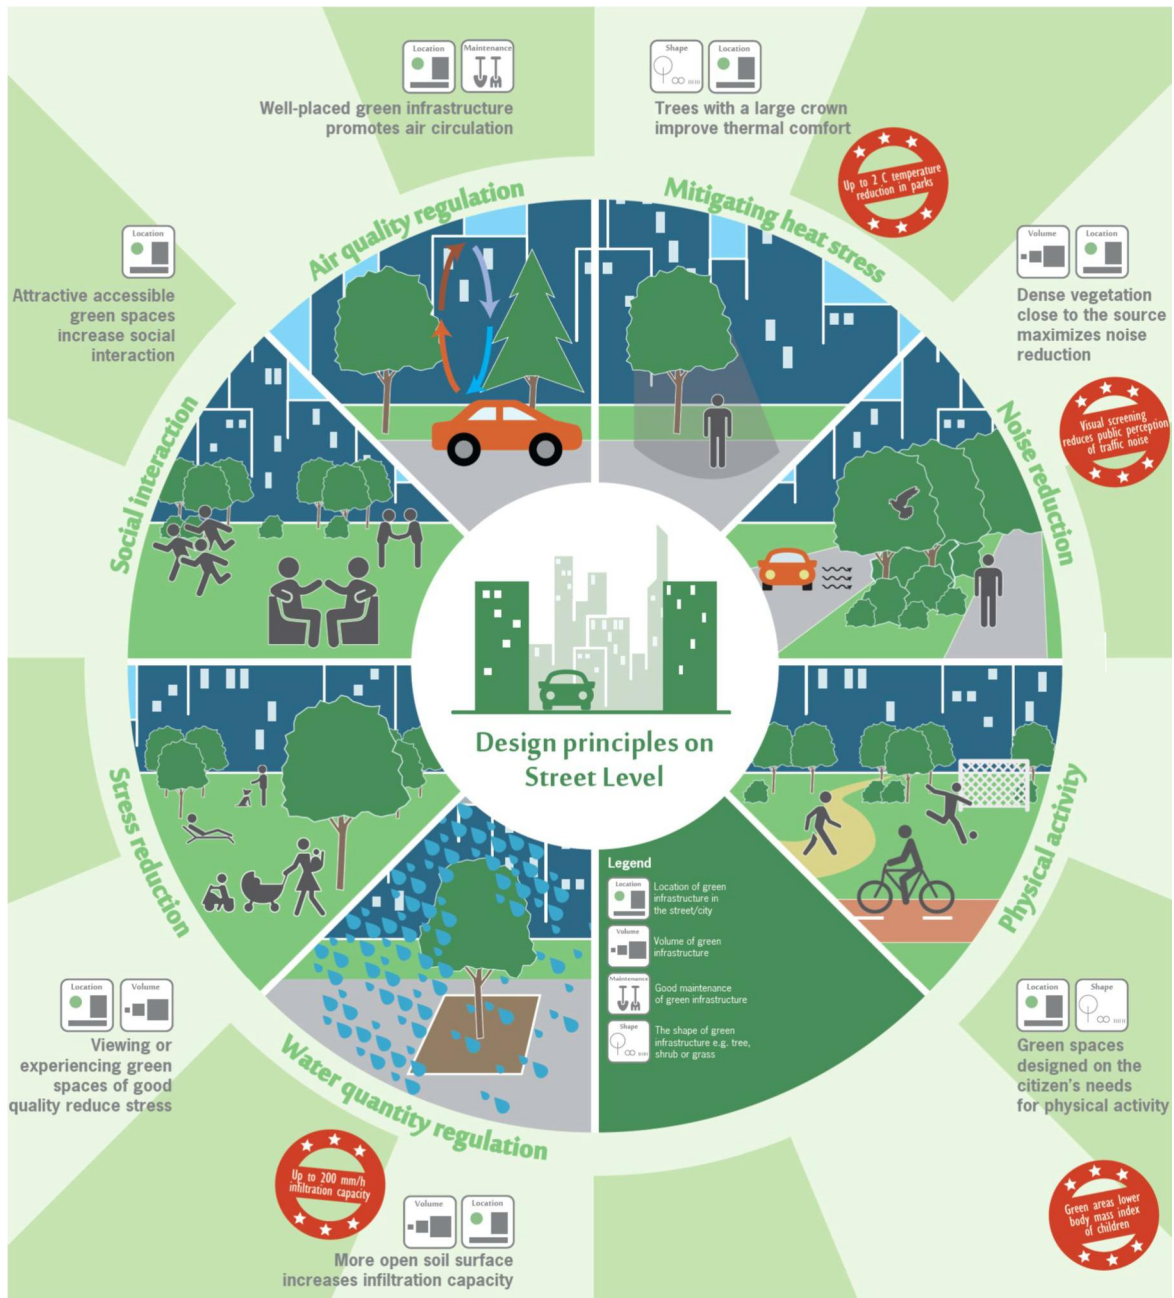 Location
Maintenance
Well-placed green infrastructure
promotes air circulation
Shape
Location
Trees with a large crown
improve thermal comfort
Up to 2 C temperature
reduction in parks
Air quality regulation
Mitigating heat stress
Location
Attractive accessible
green spaces
increase social
interaction
Volume
Location
Dense vegetation
close to the source
maximizes noise
reduction
Visual screening
reduces public perception
of traffic noise
Social interaction
Noise reduction
Design principles on
Street Level
Stress reduction
Physical activity
Legend
Location
Location of green
infrastructure in
the street/city
Volume
Volume of green
infrastructure
Maintenance
Good maintenance
of green infrastructure
Shape
The shape of green
infrastructure e.g. tree,
shrub or grass
Location
Volume
Viewing or
experiencing green
spaces of good
quality reduce stress
Location
Shape
Green spaces
designed on the
citizen's needs
for physical activity
Water quantity regulation
Up to 200 mm/h
infiltration capacity
Volume
Location
More open soil surface
increases infiltration capacity
Green areas lower
body mass index
of children